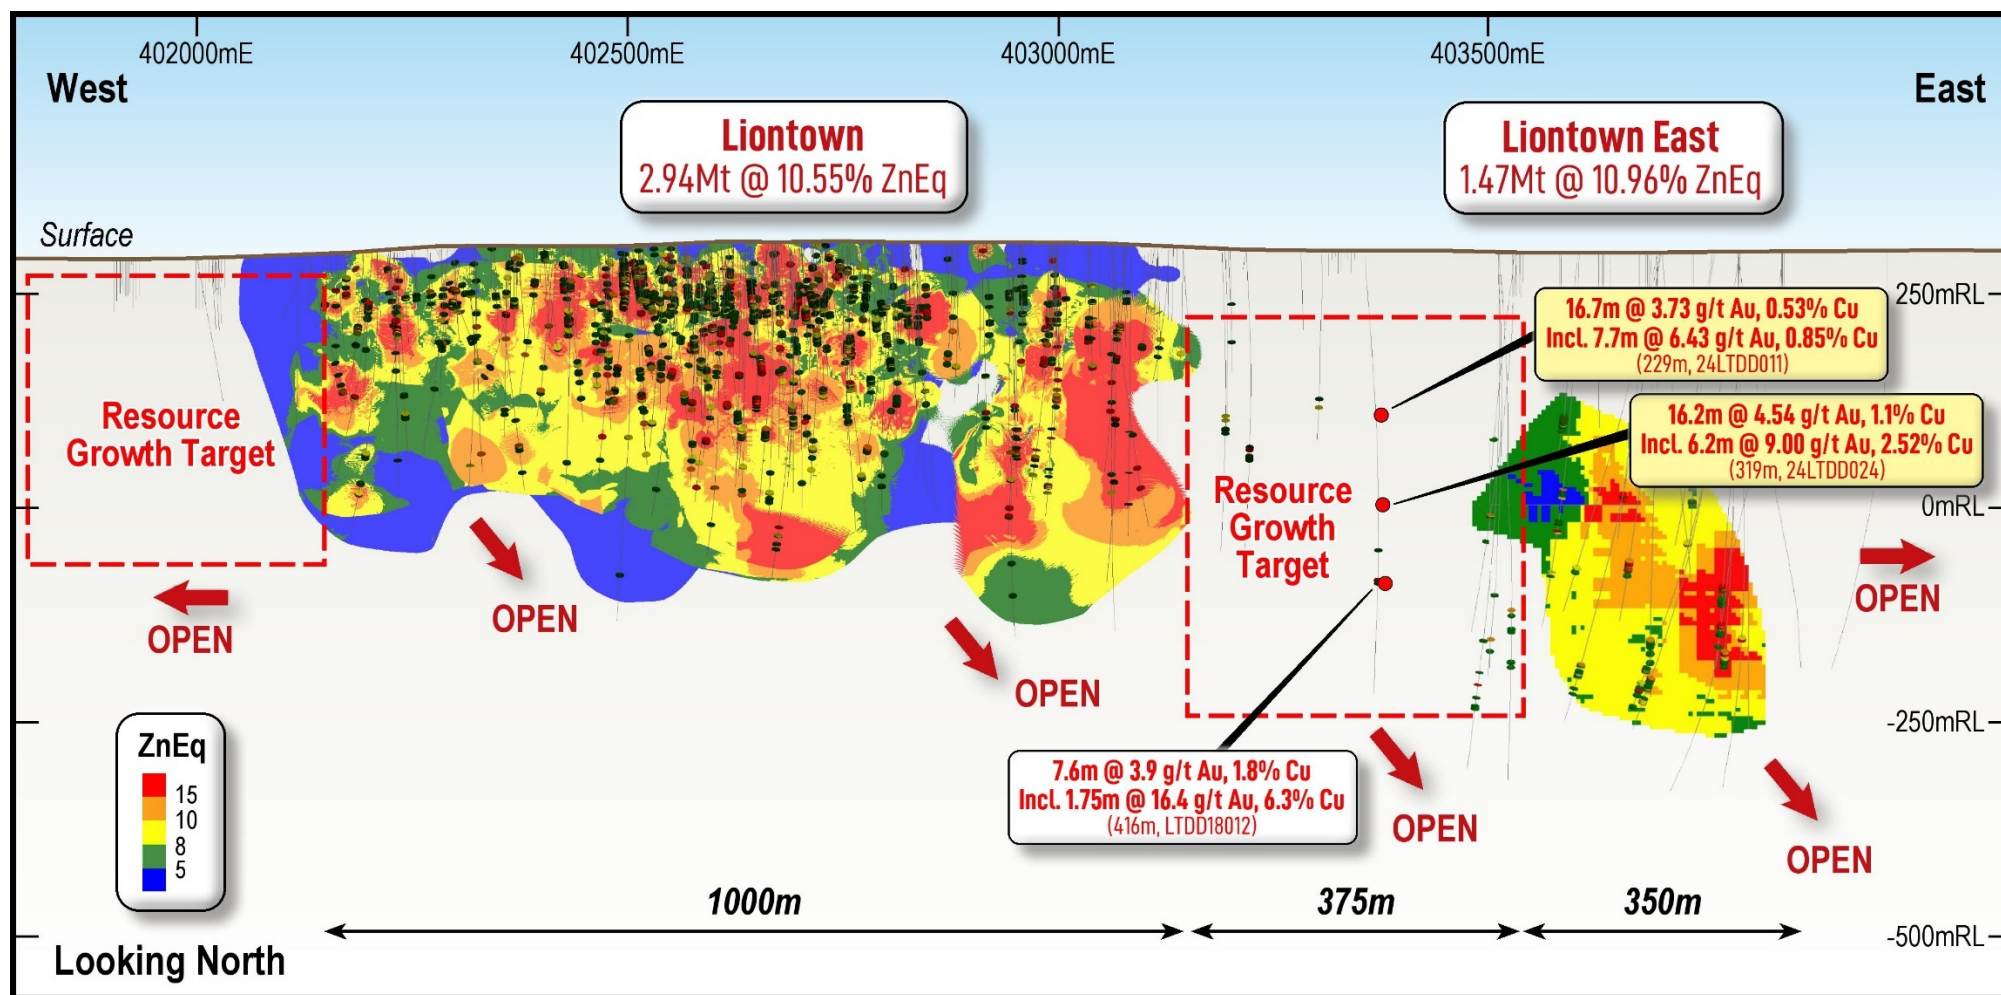 402000mE
402500mE
403000mE
403500mE
West
East
Liontown
2.94Mt @ 10.55% ZnEq
Liontown East
1.47Mt @ 10.96% ZnEq
Surface
250mRL
16.7m @ 3.73 g/t Au, 0.53% Cu
Incl. 7.7m @ 6.43 g/t Au, 0.85% Cu
(229m, 24LTDD011)
16.2m @ 4.54 g/t Au, 1.1% Cu
Incl. 6.2m @ 9.00 g/t Au, 2.52% Cu
(319m, 24LTDD024)
Resource
Growth Target
Resource
Growth
Target
0mRL
OPEN
OPEN
OPEN
OPEN
-250mRL
7.6m @ 3.9 g/t Au, 1.8% Cu
Incl. 1.75m @ 16.4 g/t Au, 6.3% Cu
(416m, LTDD18012)
OPEN
OPEN
ZnEq
15
10
8
5
1000m
375m
350m
-500mRL
Looking North